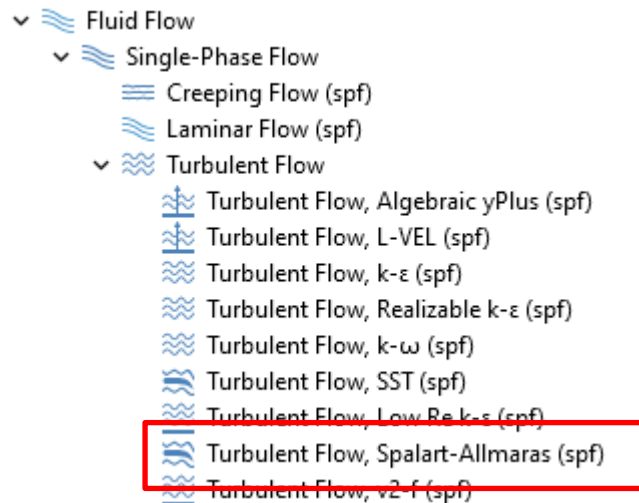 Fluid Flow
Single-Phase Flow
Creeping Flow (spf)
Laminar Flow (spf)
Turbulent Flow
Turbulent Flow, Algebraic yPlus (spf)
Turbulent Flow, L-VEL (spf)
Turbulent Flow, k-ε (spf)
Turbulent Flow, Realizable k-ε (spf)
Turbulent Flow, k-ω (spf)
Turbulent Flow, SST (spf)
Turbulent Flow, Low Re k-ε (spf)
Turbulent Flow, Spalart-Allmaras (spf)
Turbulent Flow, v2-f (spf)